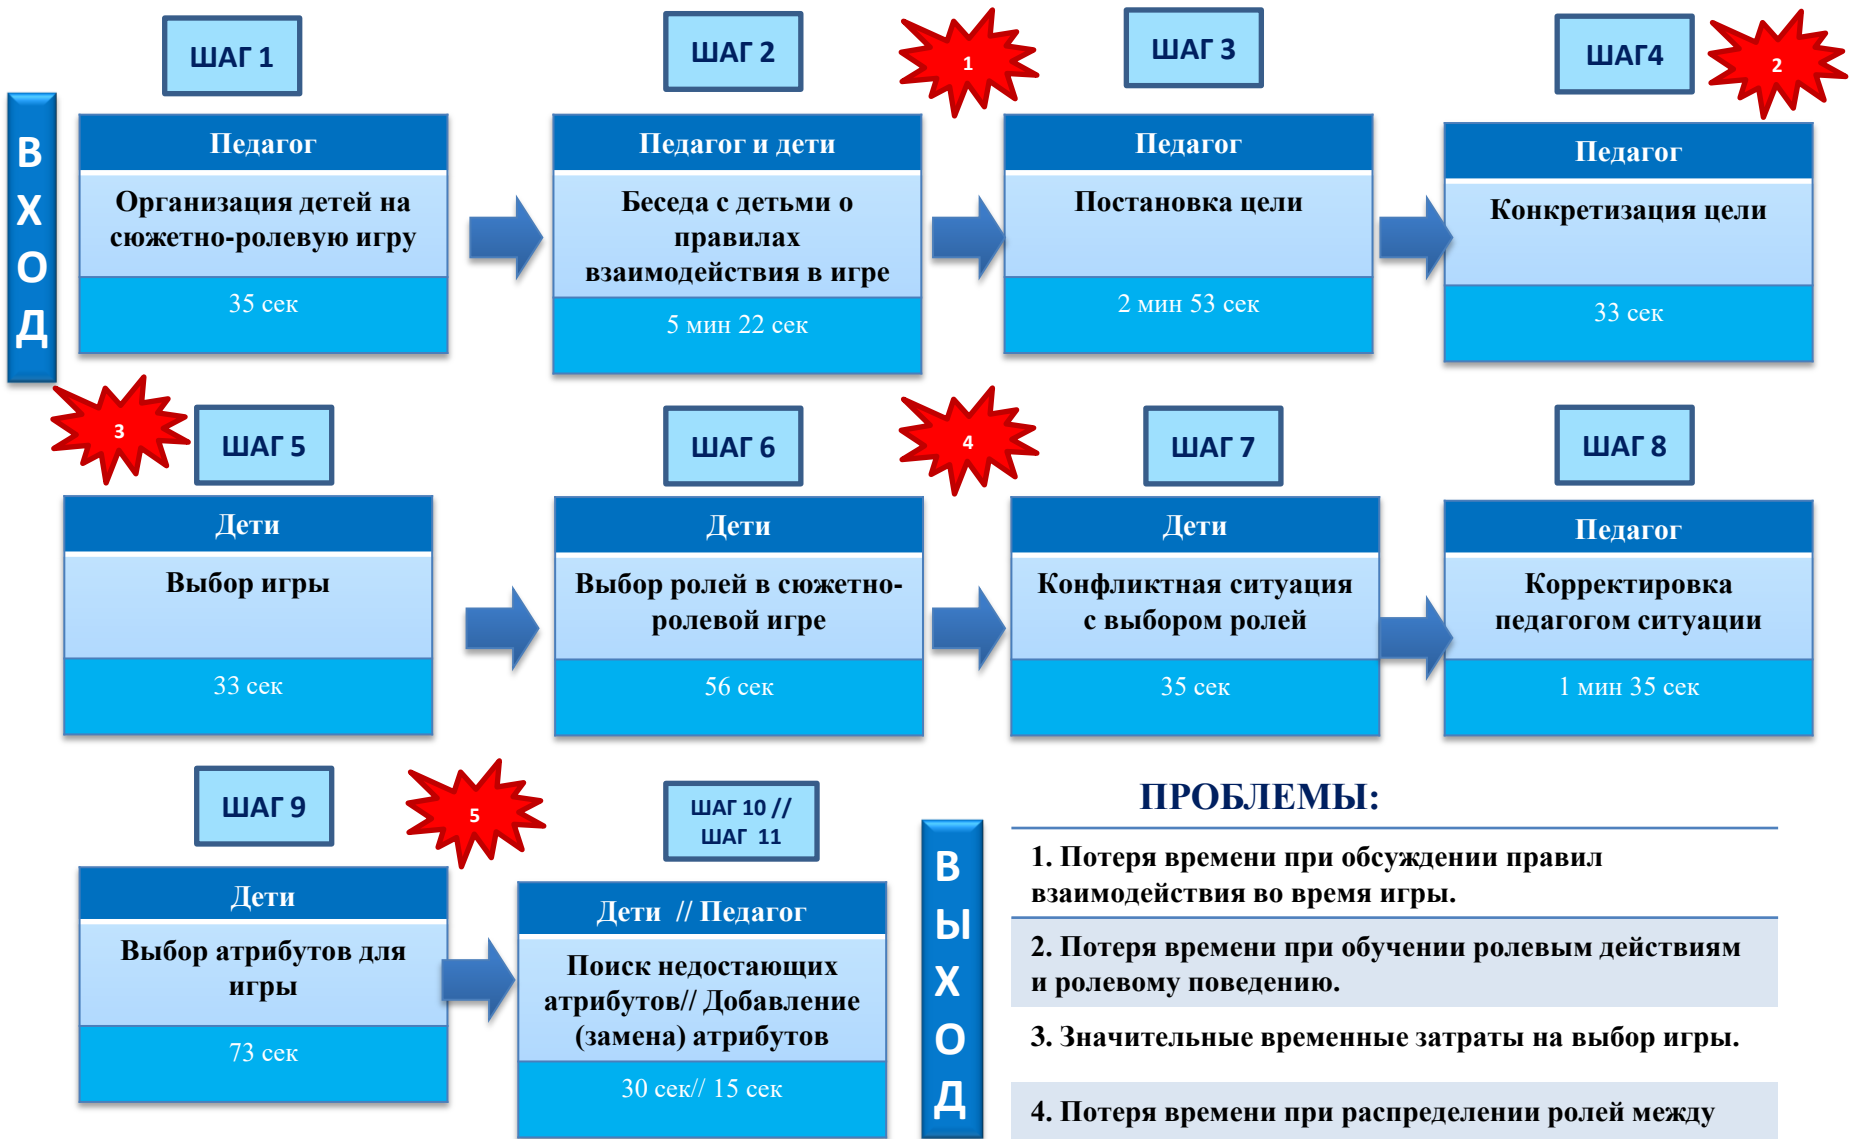 ШАГ 1
ШАГ 2
1
ШАГ 3
ШАГ4
2
ВХОД
Педагог
Организация детей на
сюжетно-ролевую игру
35 сек
Педагог и дети
Беседа с детьми о
правилах
взаимодействия в игре
5 мин 22 сек
Педагог
Постановка цели
2 мин 53 сек
Педагог
Конкретизация цели
33 сек
3
ШАГ 5
ШАГ 6
4
ШАГ 7
ШАГ 8
Дети
Выбор игры
33 сек
Дети
Выбор ролей в сюжетно-
ролевой игре
56 сек
Дети
Конфликтная ситуация
с выбором ролей
35 сек
Педагог
Корректировка
педагогом ситуации
1 мин 35 сек
ШАГ 9
5
ШАГ 10 //
ШАГ 11
Дети
Выбор атрибутов для
игры
73 сек
Дети // Педагог
Поиск недостающих
атрибутов// Добавление
(замена) атрибутов
30 сек// 15 сек
ВЫХОД
ПРОБЛЕМЫ:
1. Потеря времени при обсуждении правил
взаимодействия во время игры.
2. Потеря времени при обучении ролевым действиям
и ролевому поведению.
3. Значительные временные затраты на выбор игры.
4. Потеря времени при распределении ролей между